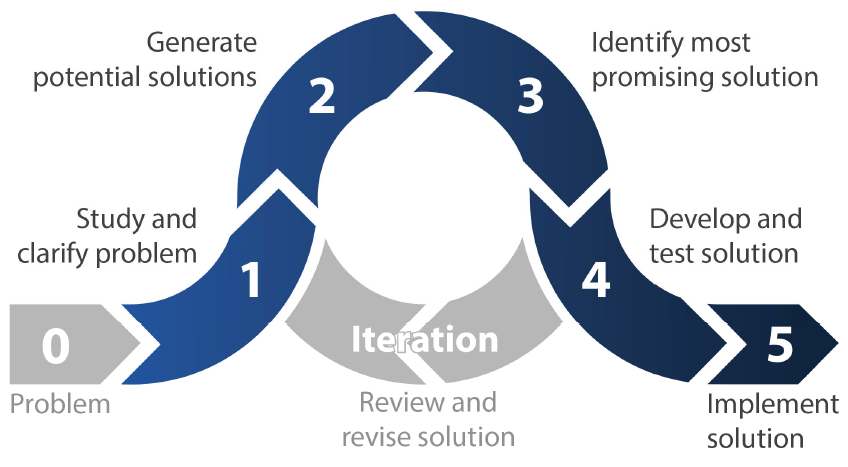 Generate
potential solutions
Identify most
promising solution
2
3
Study and
clarify problem
Develop and
test solution
1
4
0
Iteration
5
Problem
Review and
revise solution
Implement
solution